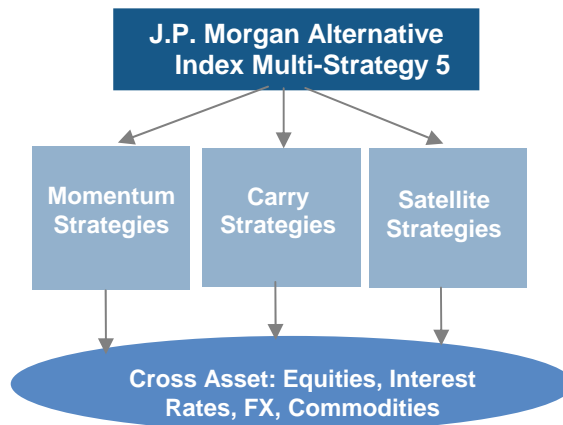 J.P. Morgan Alternative
Index Multi-Strategy 5
Momentum
Strategies
Carry
Strategies
Satellite
Strategies
Cross Asset: Equities, Interest
Rates, FX, Commodities